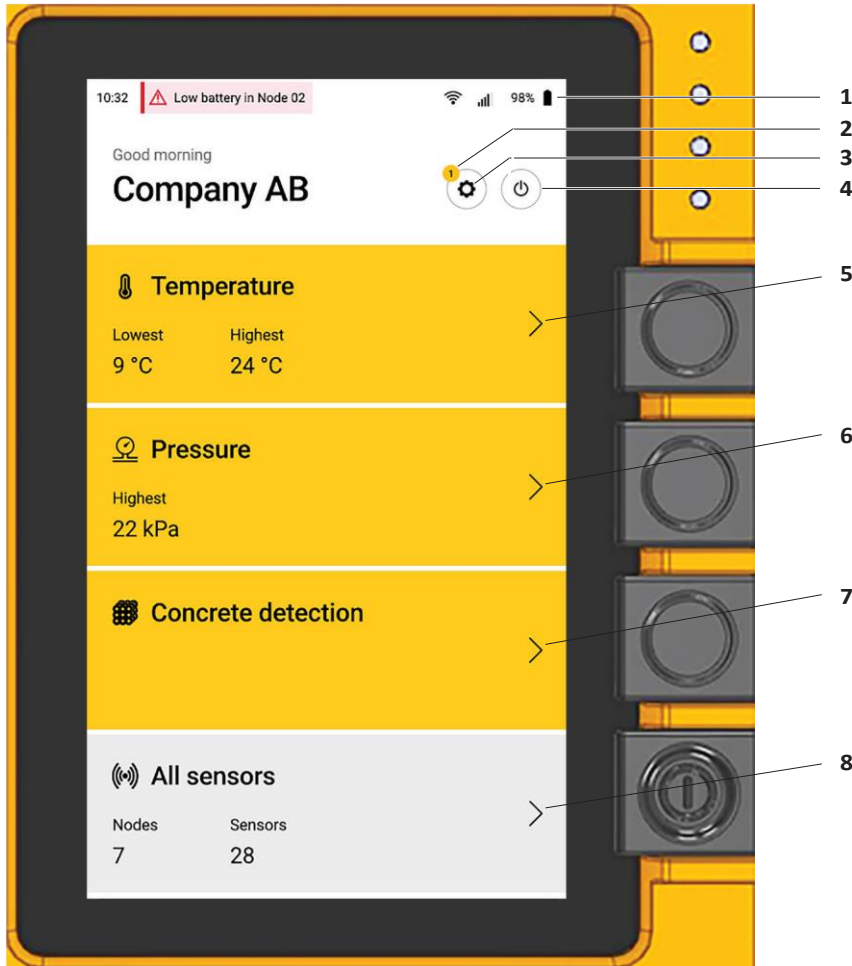 10:32 Low battery in Node 02 98% 1
2
1 3
Good morning
Company AB 4
Temperature 5
Lowest Highest
9 °C 24 °C
Pressure 6
Highest
22 kPa
Concrete detection 7
All sensors 8
Nodes Sensors
7 28